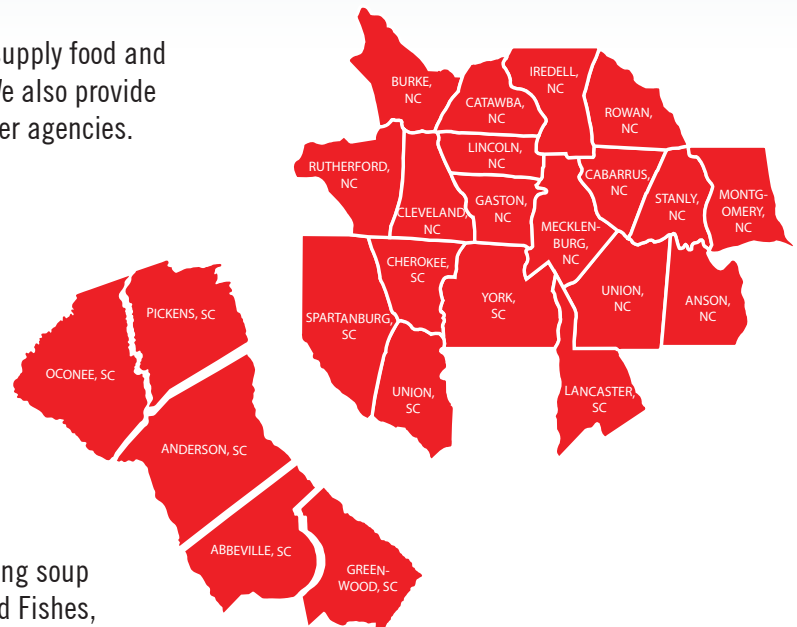 supply food and
We also provide
er agencies.
BURKE,
NC
CATAWBA,
NC
IREDELL,
NC
ROWAN,
NC
RUTHERFORD,
NC
CLEVELAND,
NC
LINCOLN,
NC
GASTON,
NC
MECKLEN-
BURG,
NC
CABARRUS,
NC
STANLY,
NC
MONTG-
OMERY,
NC
SPARTANBURG,
SC
CHEROKEE,
SC
YORK,
SC
UNION,
NC
ANSON,
NC
UNION,
SC
LANCASTER,
SC
PICKENS, SC
OCONEE, SC
ANDERSON, SC
ABBEVILLE, SC
GREEN-
WOOD, SC
ng soup
d Fishes,